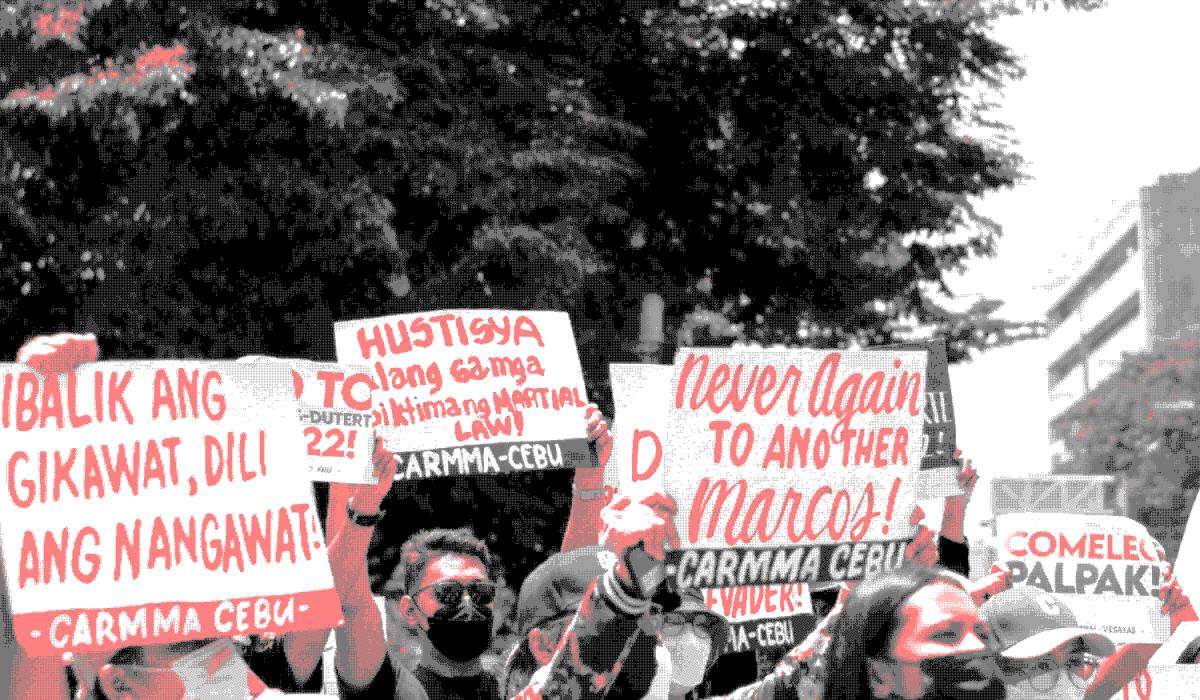 IBALIK ANG
GIKAWAT, DILI
ANG NANGAWAT!
-CARMMA CEBU-
TO
-DUTERT
22!
HUSTISYA
alang sa mga
biktima ng MARTIAL
LAW!
CARMMA-CEBU
D
Never Again
TO ANOTHER
Marcos!
-CARMMA CEBU
EVADER!
MA-CEBU
COMELEC
PALPAK!